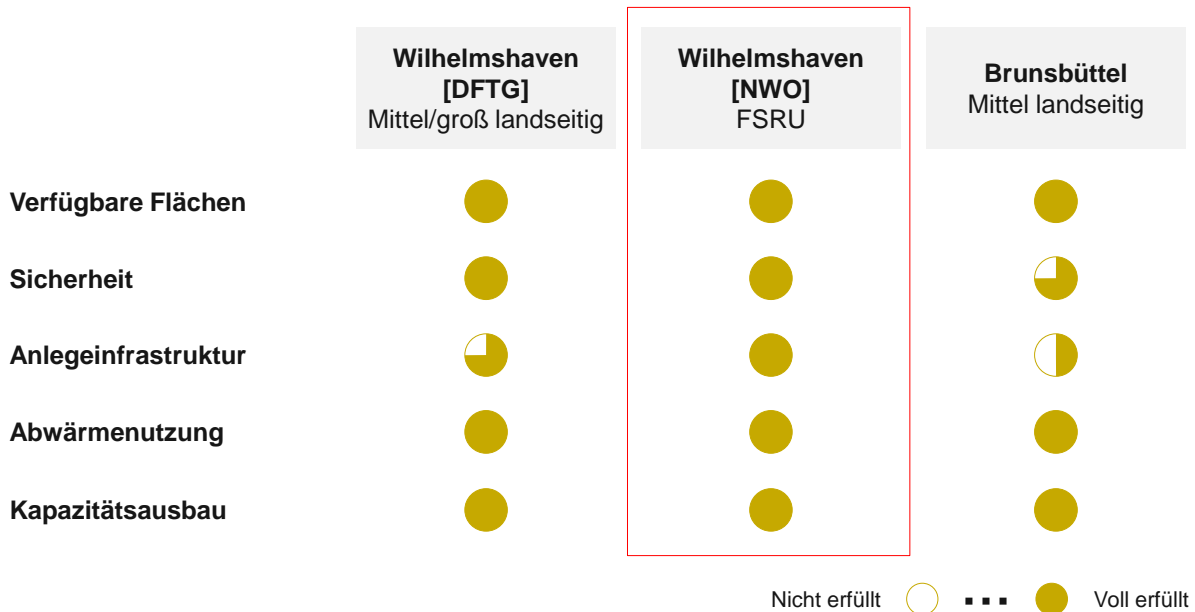 Wilhelmshaven
[DFTG]
Mittel/groß landseitig
Wilhelmshaven
[NWO]
FSRU
Brunsbüttel
Mittel landseitig
Verfügbare Flächen
Sicherheit
Anlegeinfrastruktur
Abwärmenutzung
Kapazitätsausbau
Nicht erfüllt
Voll erfüllt